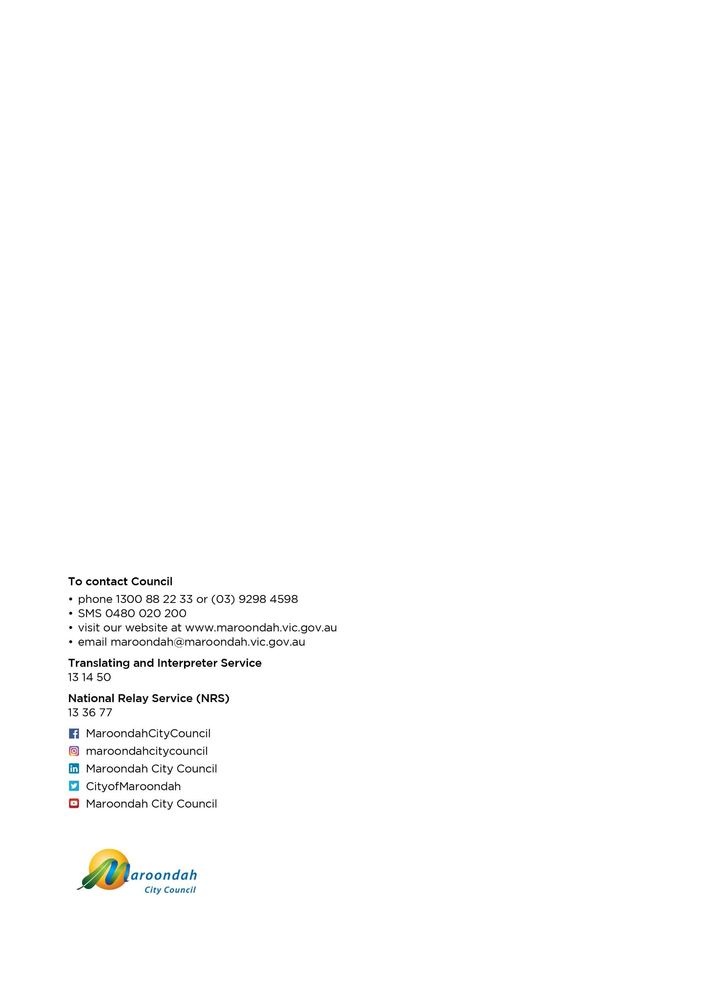 To contact Council
• phone 1300 88 22 33 or (03) 9298 4598
• SMS 0480 020 200
• visit our website at www.maroondah.vic.gov.au
• email maroondah@maroondah.vic.gov.au
Translating and Interpreter Service
13 14 50
National Relay Service (NRS)
13 36 77
MaroondahCityCouncil
maroondahcitycouncil
Maroondah City Council
CityofMaroondah
Maroondah City Council
Maroondah
City Council